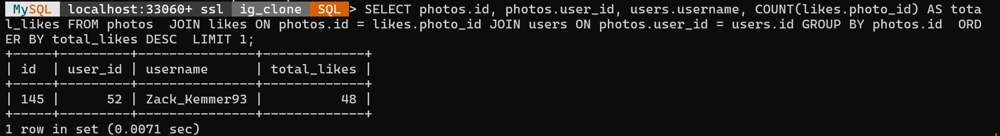 MySQL localhost:33060+ ssl ig_clone SQL > SELECT photos.id, photos.user_id, users.username, COUNT(likes.photo_id) AS tota
l_likes FROM photos  JOIN likes ON photos.id = likes.photo_id JOIN users ON photos.user_id = users.id GROUP BY photos.id  ORD
ER BY total_likes DESC  LIMIT 1;
+-----+---------+---------------+-------------+
| id  | user_id | username      | total_likes |
+-----+---------+---------------+-------------+
| 145 |      52 | Zack_Kemmer93 |          48 |
+-----+---------+---------------+-------------+
1 row in set (0.0071 sec)